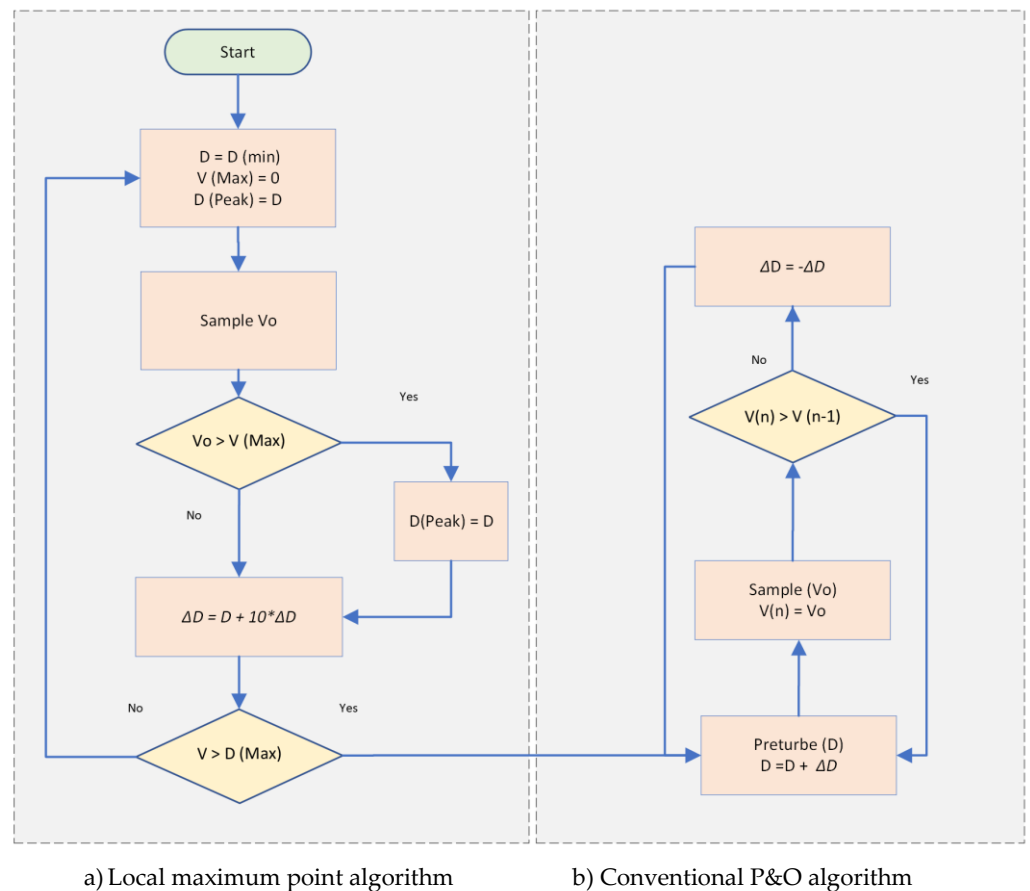 Start
D = D (min)
V (Max) = 0
D (Peak) = D
Sample Vo
Yes
Vo > V (Max)
No
D(Peak) = D
ΔD = D + 10*ΔD
No
Yes
V > D (Max)
ΔD = -ΔD
No
Yes
V(n) > V (n-1)
Sample (Vo)
V(n) = Vo
Preturbe (D)
D =D + ΔD
a) Local maximum point algorithm
b) Conventional P&O algorithm